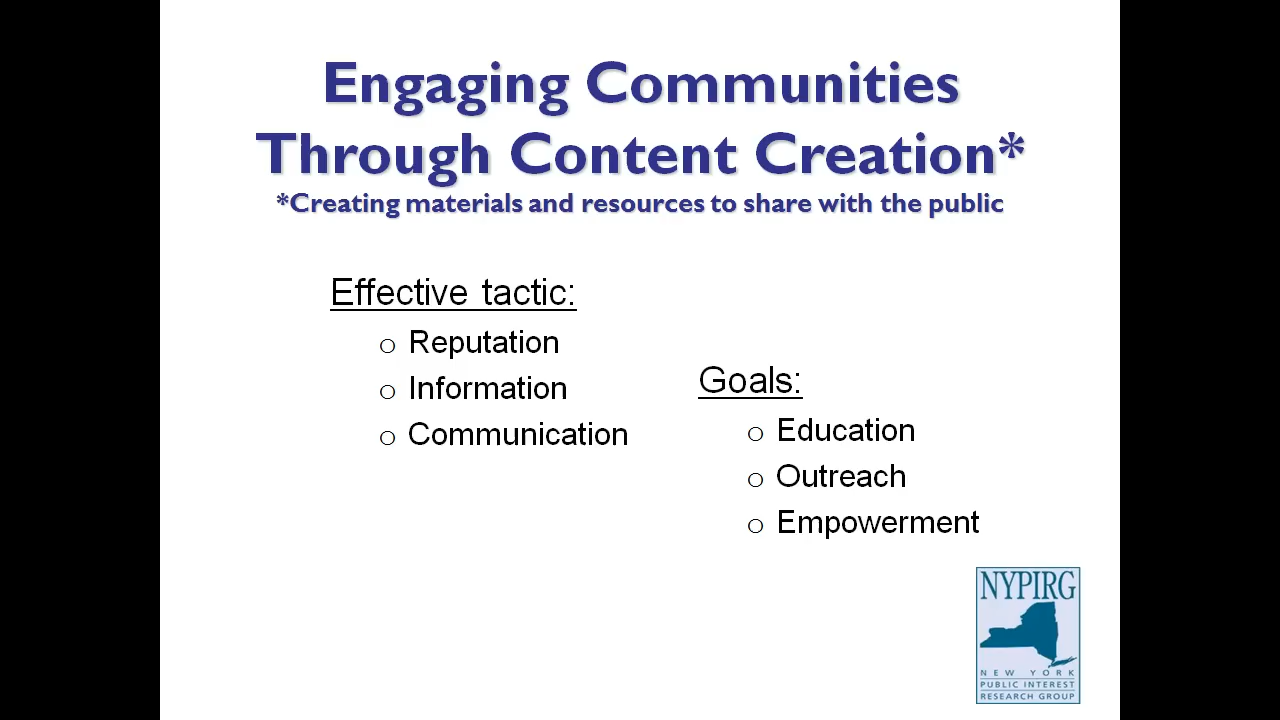 Engaging Communities
Through Content Creation*
*Creating materials and resources to share with the public
Effective tactic:
o Reputation
o Information
o Communication
Goals:
o Education
o Outreach
o Empowerment
NYPIRG
NEW YORK
PUBLIC INTEREST
RESEARCH GROUP